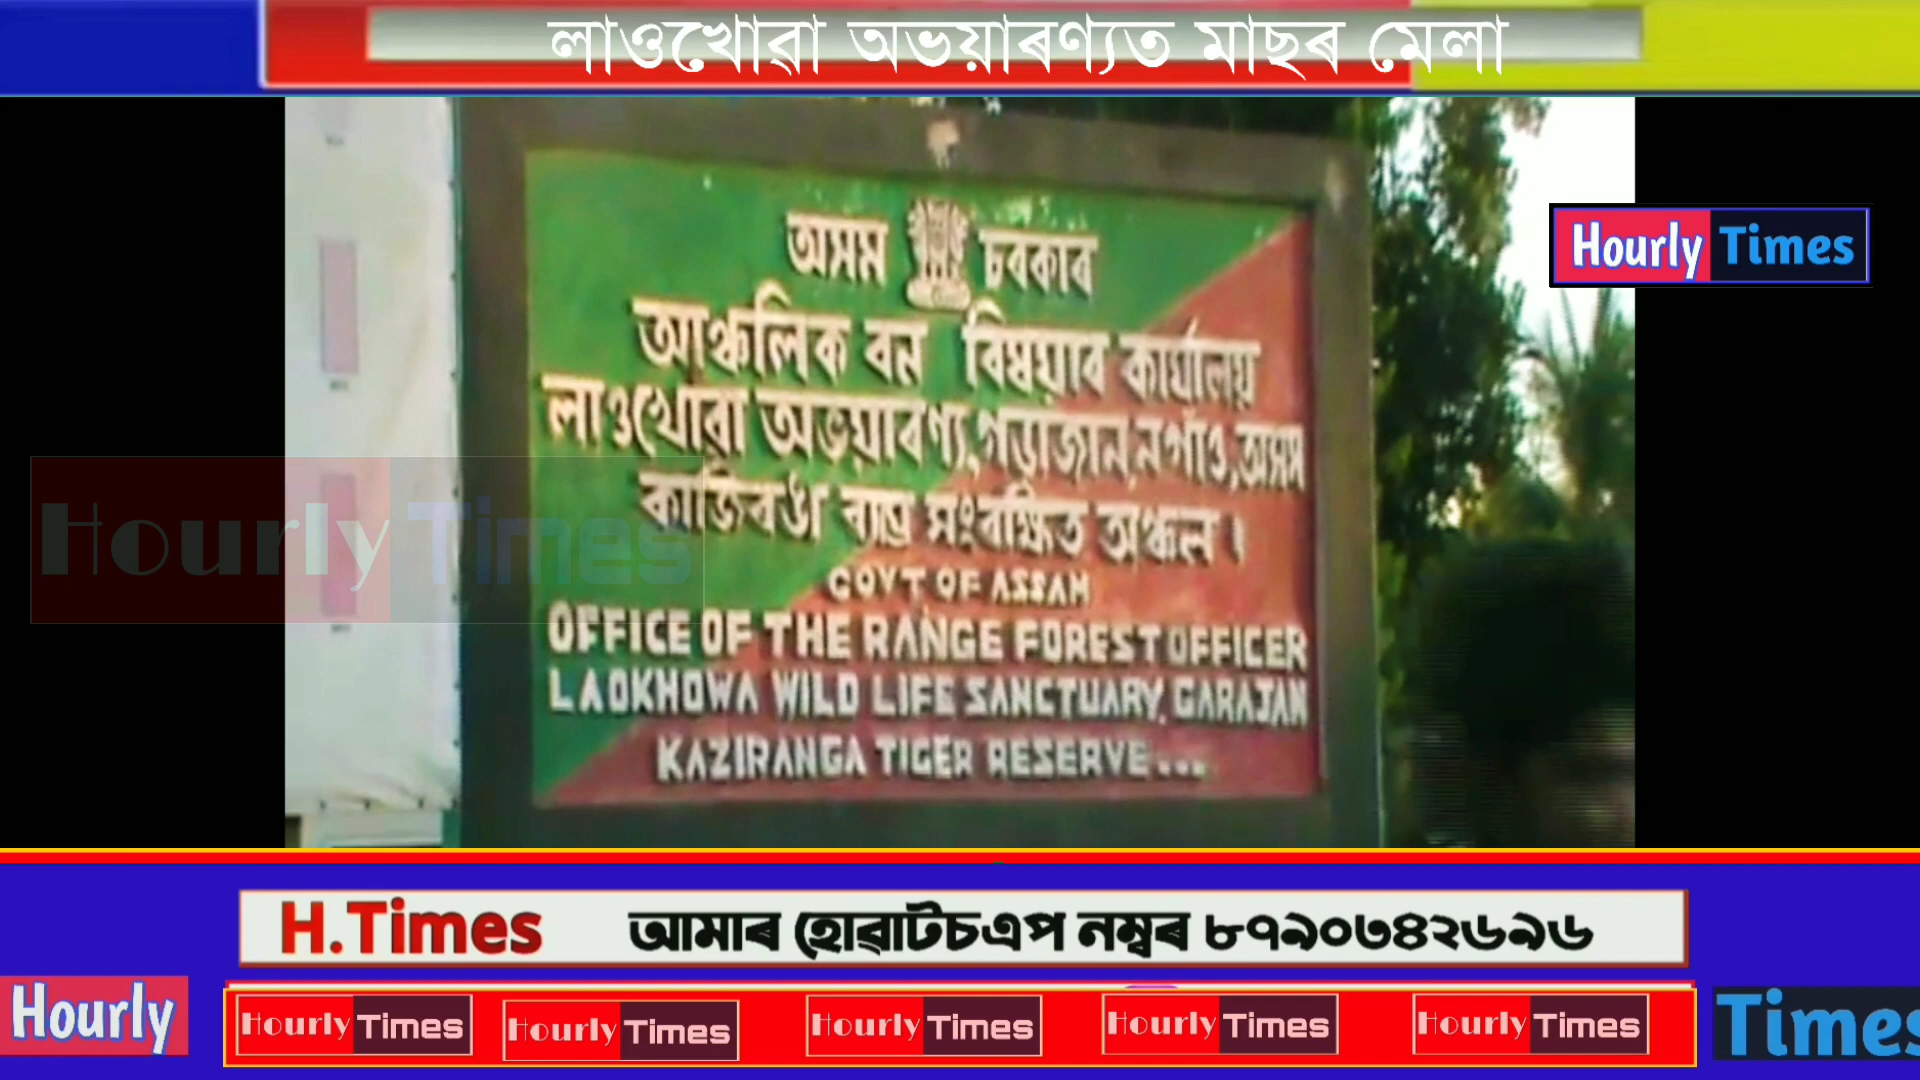 লাওখোৱা অভয়াৰণ্যত মাছৰ মেলা
Hourly Times
অসম চৰকাৰ
আঞ্চলিক বন বিষয়াৰ কাৰ্যালয়
লাওখোৱা অভয়াৰণ্য, গড়াজান, নগাঁও, অসম
কাজিৰঙা ব্যাঘ্ৰ সংৰক্ষিত অঞ্চল।
GOVT OF ASSAM
OFFICE OF THE RANGE FOREST OFFICER
LAOKHOWA WILD LIFE SANCTUARY, GARAJAN
KAZIRANGA TIGER RESERVE...
Hourly Times
H.Times আমাৰ হোৱাটচএপ নম্বৰ ৮৭৯০৩৪২৬৯৬
Hourly Hourly Times Hourly Times Hourly Times Hourly Times Hourly Times Times